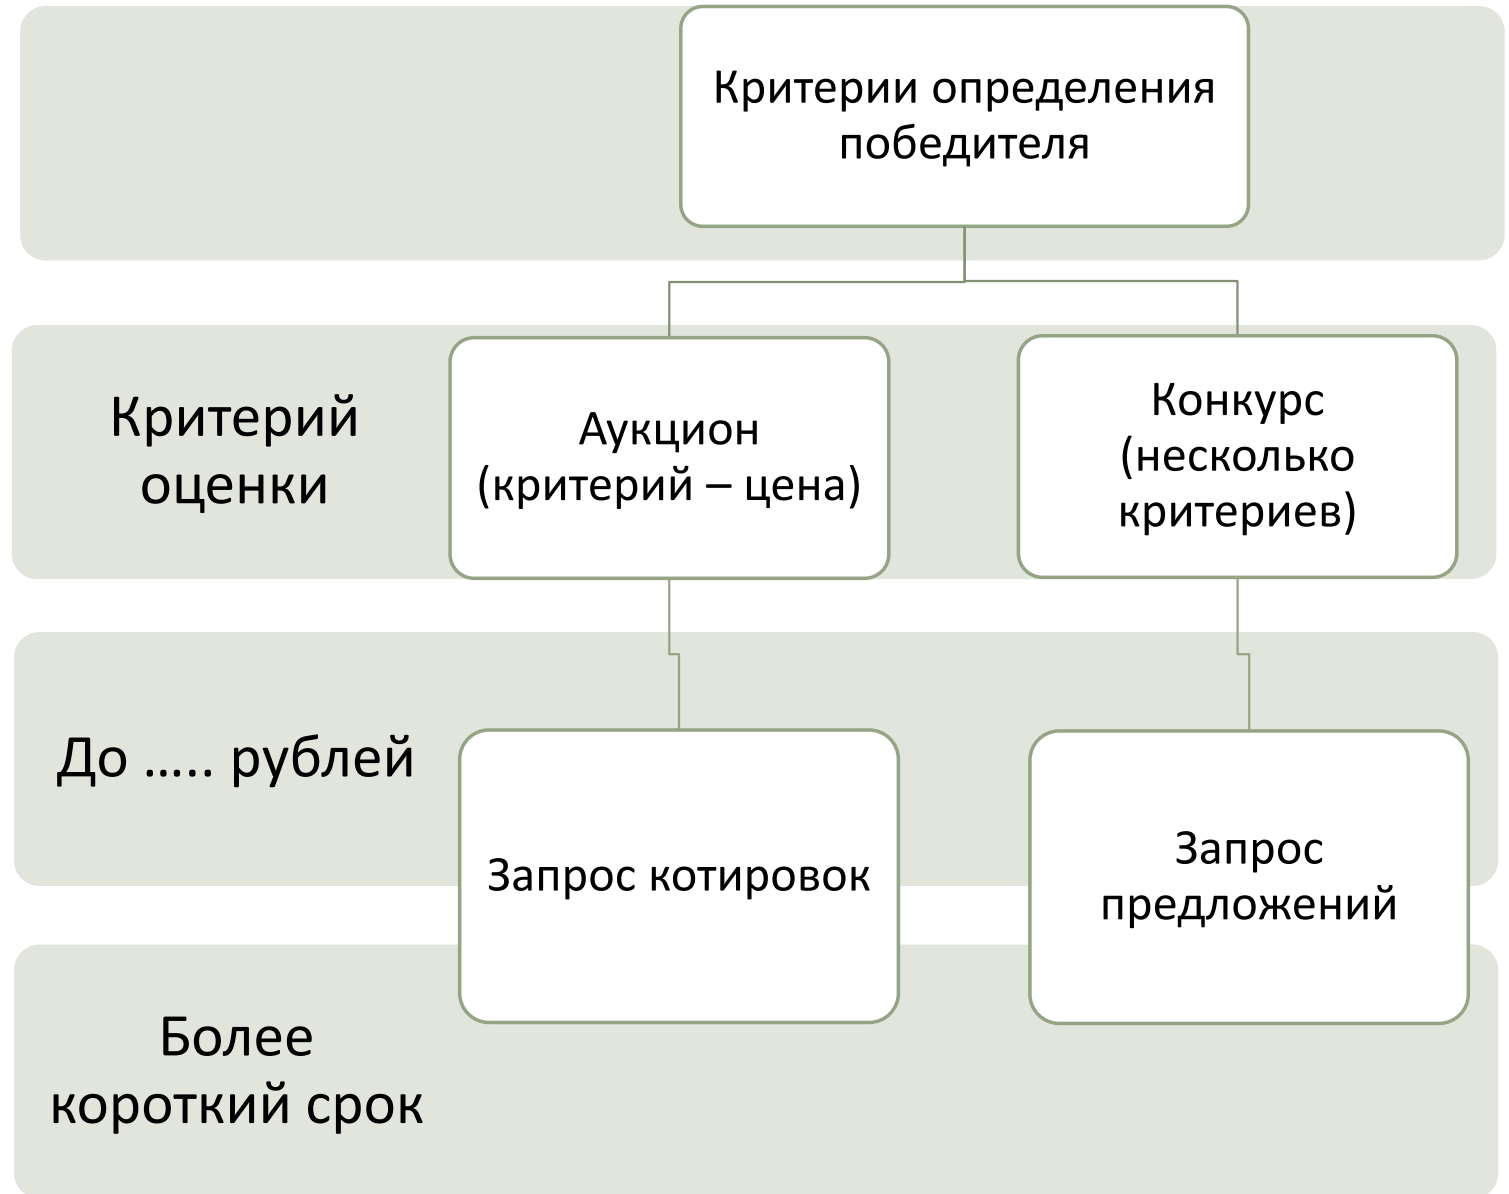 Критерии определения
победителя
Критерий
оценки
Аукцион
(критерий – цена)
Конкурс
(несколько
критериев)
До ..... рублей
Запрос котировок
Запрос
предложений
Более
короткий срок